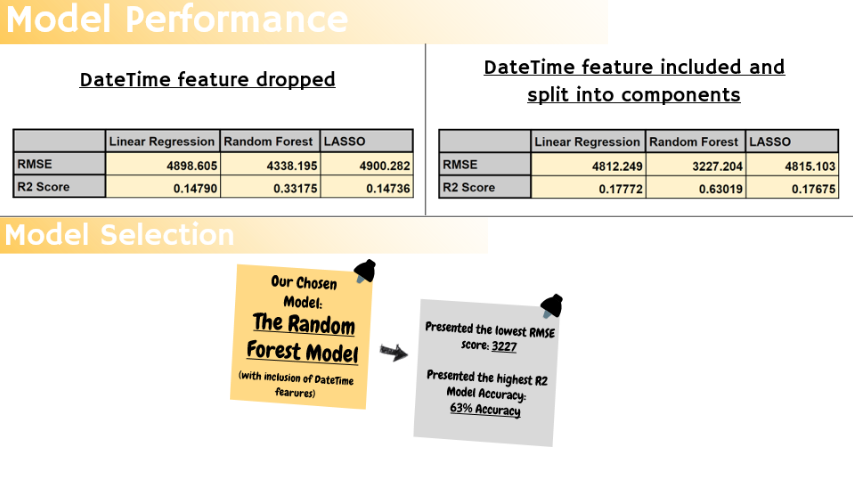 Model Performance
DateTime feature dropped
Linear Regression Random Forest LASSO
RMSE 4898.605 4338.195 4900.282
R2 Score 0.14790 0.33175 0.14736
DateTime feature included and
split into components
Linear Regression Random Forest LASSO
RMSE 4812.249 3227.204 4815.103
R2 Score 0.17772 0.63019 0.17675
Model Selection
Our Chosen
Model:
The Random
Forest Model
(with inclusion of DateTime
fearures)
Presented the lowest RMSE
score: 3227
Presented the highest R2
Model Accuracy:
63% Accuracy